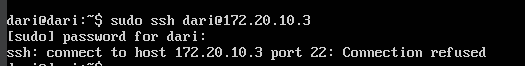 dari@dari:~$ sudo ssh dari@172.20.10.3
[sudo] password for dari:
ssh: connect to host 172.20.10.3 port 22: Connection refused